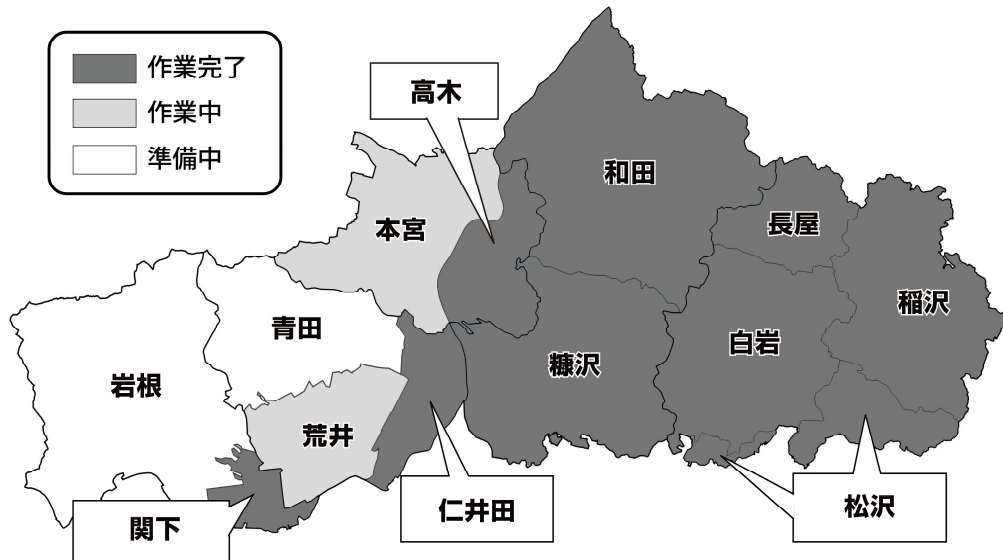 作業完了
作業中
準備中
高木
和田
長屋
本宮
稲沢
青田
白岩
糠沢
岩根
荒井
関下
仁井田
松沢